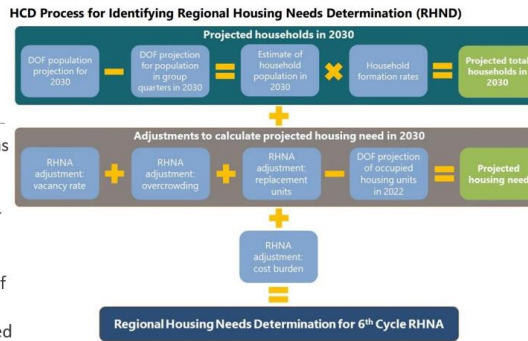 HCD Process for Identifying Regional Housing Needs Determination (RHND)
Projected households in 2030
DOF population
projection for
2030
DOF projection
for population
in group
quarters in 2030
Estimate of
household
population in
2030
Household
formation rates
Projected total
households in
2030
Adjustments to calculate projected housing need in 2030
RHNA
adjustment:
vacancy rate
RHNA
adjustment:
overcrowding
RHNA
adjustment:
replacement
units
DOF projection
of occupied
housing units
in 2022
Projected
housing need
RHNA
adjustment:
cost burden
Regional Housing Needs Determination for 6th Cycle RHNA